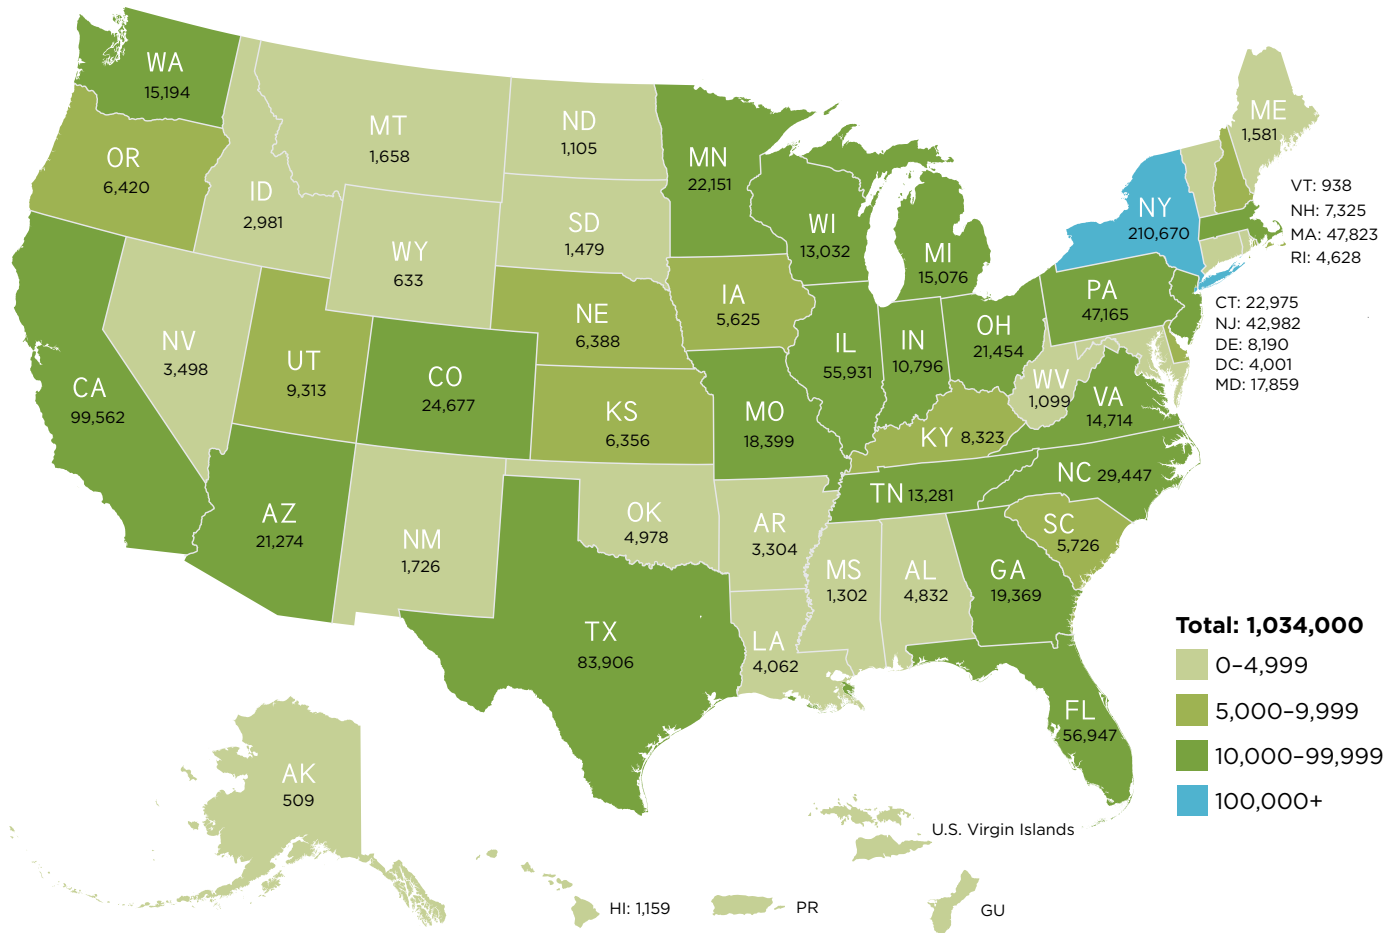 WA
15,194
OR
6,420
CA
99,562
ID
2,981
NV
3,498
MT
1,658
WY
633
UT
9,313
AZ
21,274
CO
24,677
NM
1,726
ND
1,105
SD
1,479
NE
6,388
KS
6,356
OK
4,978
TX
83,906
MN
22,151
IA
5,625
MO
18,399
AR
3,304
LA
4,062
WI
13,032
IL
55,931
MI
15,076
IN
10,796
OH
21,454
KY 8,323
TN 13,281
MS
1,302
AL
4,832
GA
19,369
FL
56,947
SC
5,726
NC 29,447
VA
14,714
WV
1,099
PA
47,165
NY
210,670
ME
1,581
VT: 938
NH: 7,325
MA: 47,823
RI: 4,628
CT: 22,975
NJ: 42,982
DE: 8,190
DC: 4,001
MD: 17,859
Total: 1,034,000
0–4,999
5,000–9,999
10,000–99,999
100,000+
AK
509
HI: 1,159
PR
U.S. Virgin Islands
GU